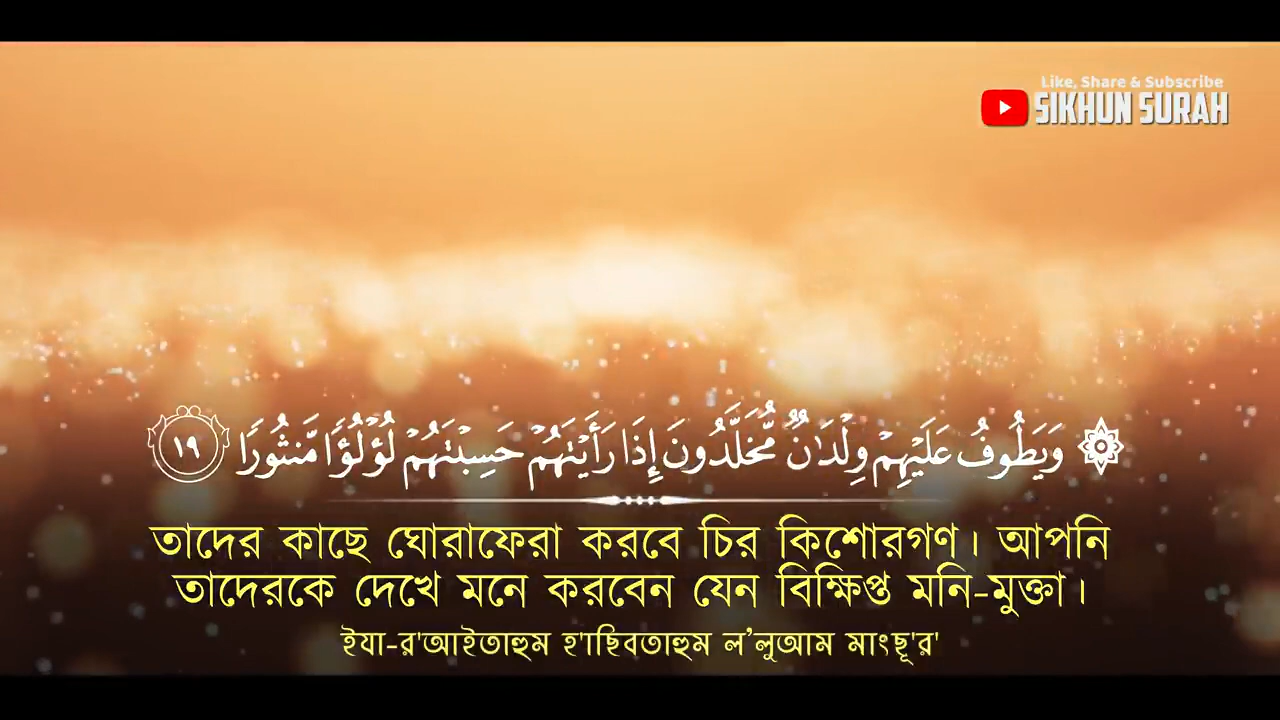 Like, Share & Subscribe
SIKHUN SURAH
وَيَطُوفُ عَلَيْهِمْ وِلْدَٰنٌ مُّخَلَّدُونَ إِذَا رَأَيْتَهُمْ حَسِبْتَهُمْ لُؤْلُؤًا مَّنثُورًا ١٩
তাদের কাছে ঘোরাফেরা করবে চির কিশোরগণ। আপনি
তাদেরকে দেখে মনে করবেন যেন বিক্ষিপ্ত মনি-মুক্তা।
ইযা-র'আইতাহুম হ'াছিবতাহুম ল’লুআম মাংছূ'র'